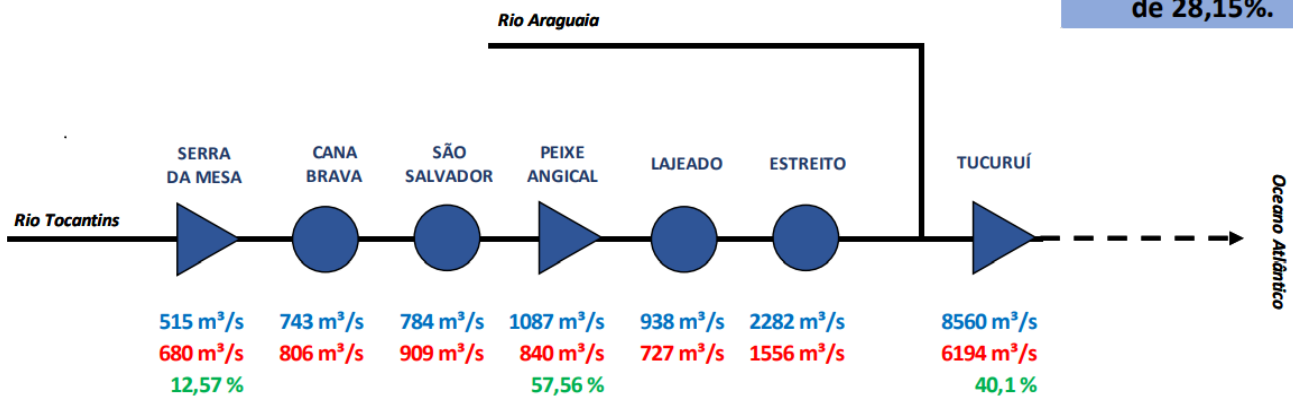 de 28,15%.
Rio Araguaia
SERRA
DA MESA
CANA
BRAVA
SÃO
SALVADOR
PEIXE
ANGICAL
LAJEADO
ESTREITO
TUCURUÍ
Rio Tocantins
Oceano Atlântico
515 m³/s 743 m³/s 784 m³/s 1087 m³/s 938 m³/s 2282 m³/s 8560 m³/s
680 m³/s 806 m³/s 909 m³/s 840 m³/s 727 m³/s 1556 m³/s 6194 m³/s
12,57 % 57,56 % 40,1 %